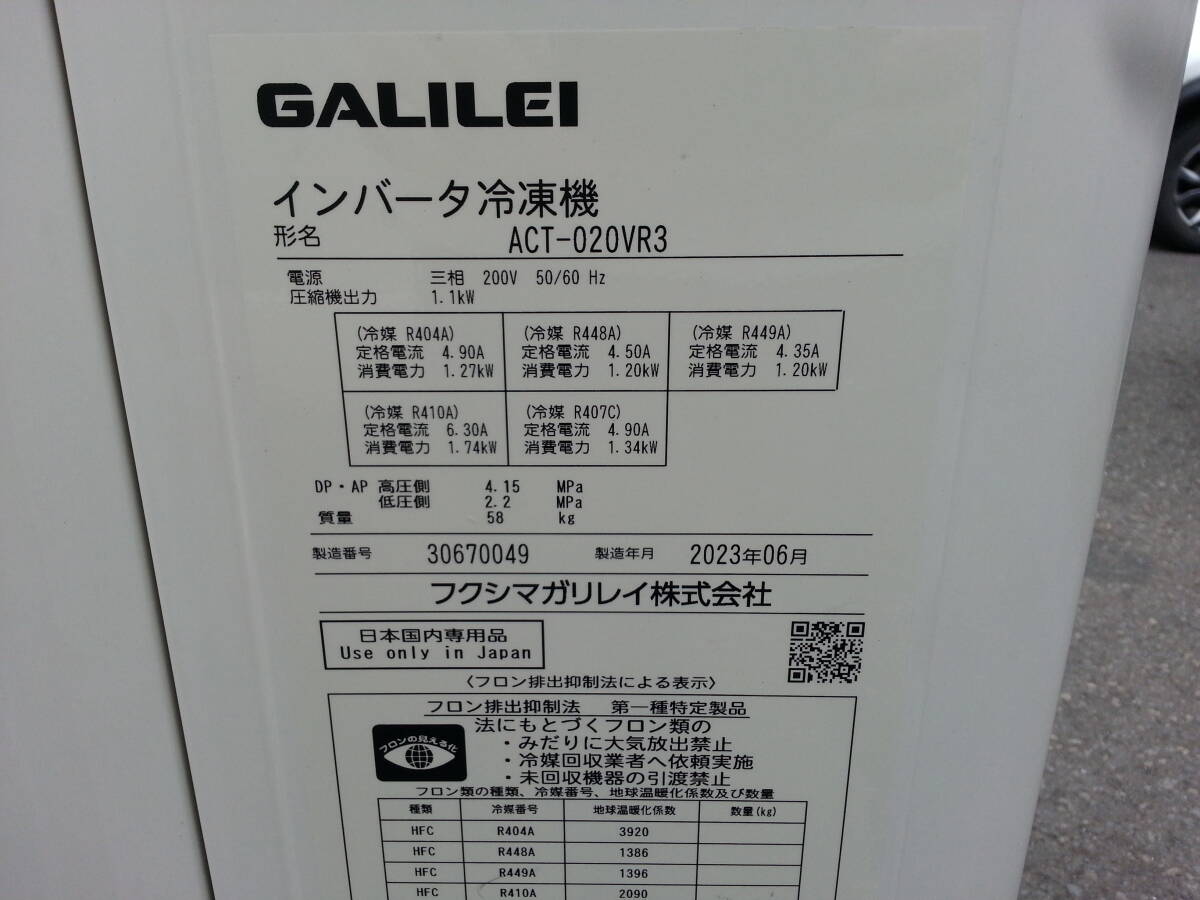 GALILEI
インバータ冷凍機
形名 ACT-020VR3
電源 三相 200V 50/60 Hz
圧縮機出力 1.1kW
(冷媒 R404A) (冷媒 R448A) (冷媒 R449A)
定格電流 4.90A 定格電流 4.50A 定格電流 4.35A
消費電力 1.27kW 消費電力 1.20kW 消費電力 1.20kW
(冷媒 R410A) (冷媒 R407C)
定格電流 6.30A 定格電流 4.90A
消費電力 1.74kW 消費電力 1.34kW
DP・AP 高圧側 4.15 MPa
低圧側 2.2 MPa
質量 58 kg
製造番号 30670049 製造年月 2023年06月
フクシマガリレイ株式会社
日本国内専用品
Use only in Japan
〈フロン排出抑制法による表示〉
フロン排出抑制法 第一種特定製品
フロンの見える化
法にもとづくフロン類の
・みだりに大気放出禁止
・冷媒回収業者へ依頼実施
・未回収機器の引渡禁止
フロン類の種類、冷媒番号、地球温暖化係数及び数量
種類 冷媒番号 地球温暖化係数 数量(kg)
HFC R404A 3920
HFC R448A 1386
HFC R449A 1396
HFC R410A 2090